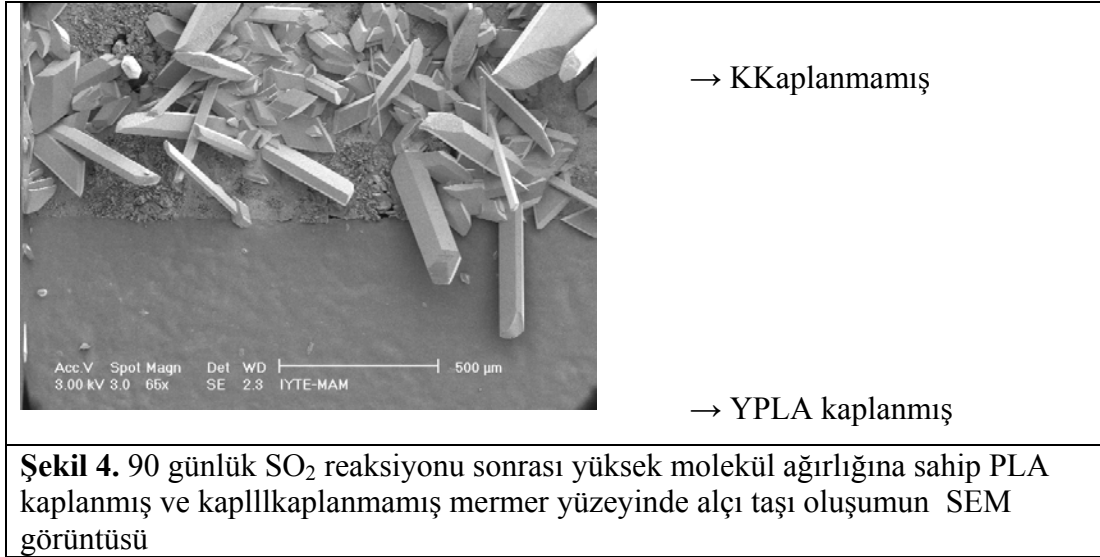 → KKaplanmamış
Acc.V Spot Magn Det WD 500 µm
3.00 kV 3.0 65x SE 2.3 IYTE-MAM
→ YPLA kaplanmış
Şekil 4. 90 günlük SO₂ reaksiyonu sonrası yüksek molekül ağırlığına sahip PLA
kaplanmış ve kaplllkaplanmamış mermer yüzeyinde alçı taşı oluşumun SEM
görüntüsü